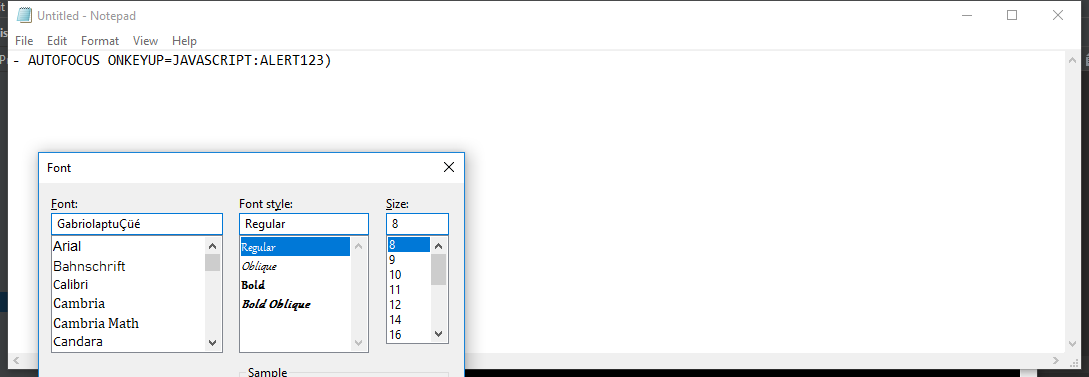 Untitled - Notepad
File Edit Format View Help
- AUTOFOCUS ONKEYUP=JAVASCRIPT:ALERT123)
Font
Font: Font style: Size:
GabriolaptuÇüé Regular 8
Arial Regular 8
Bahnschrift Oblique 9
Calibri Bold 10
Cambria Bold Oblique 11
Cambria Math 12
Candara 14
16
Sample